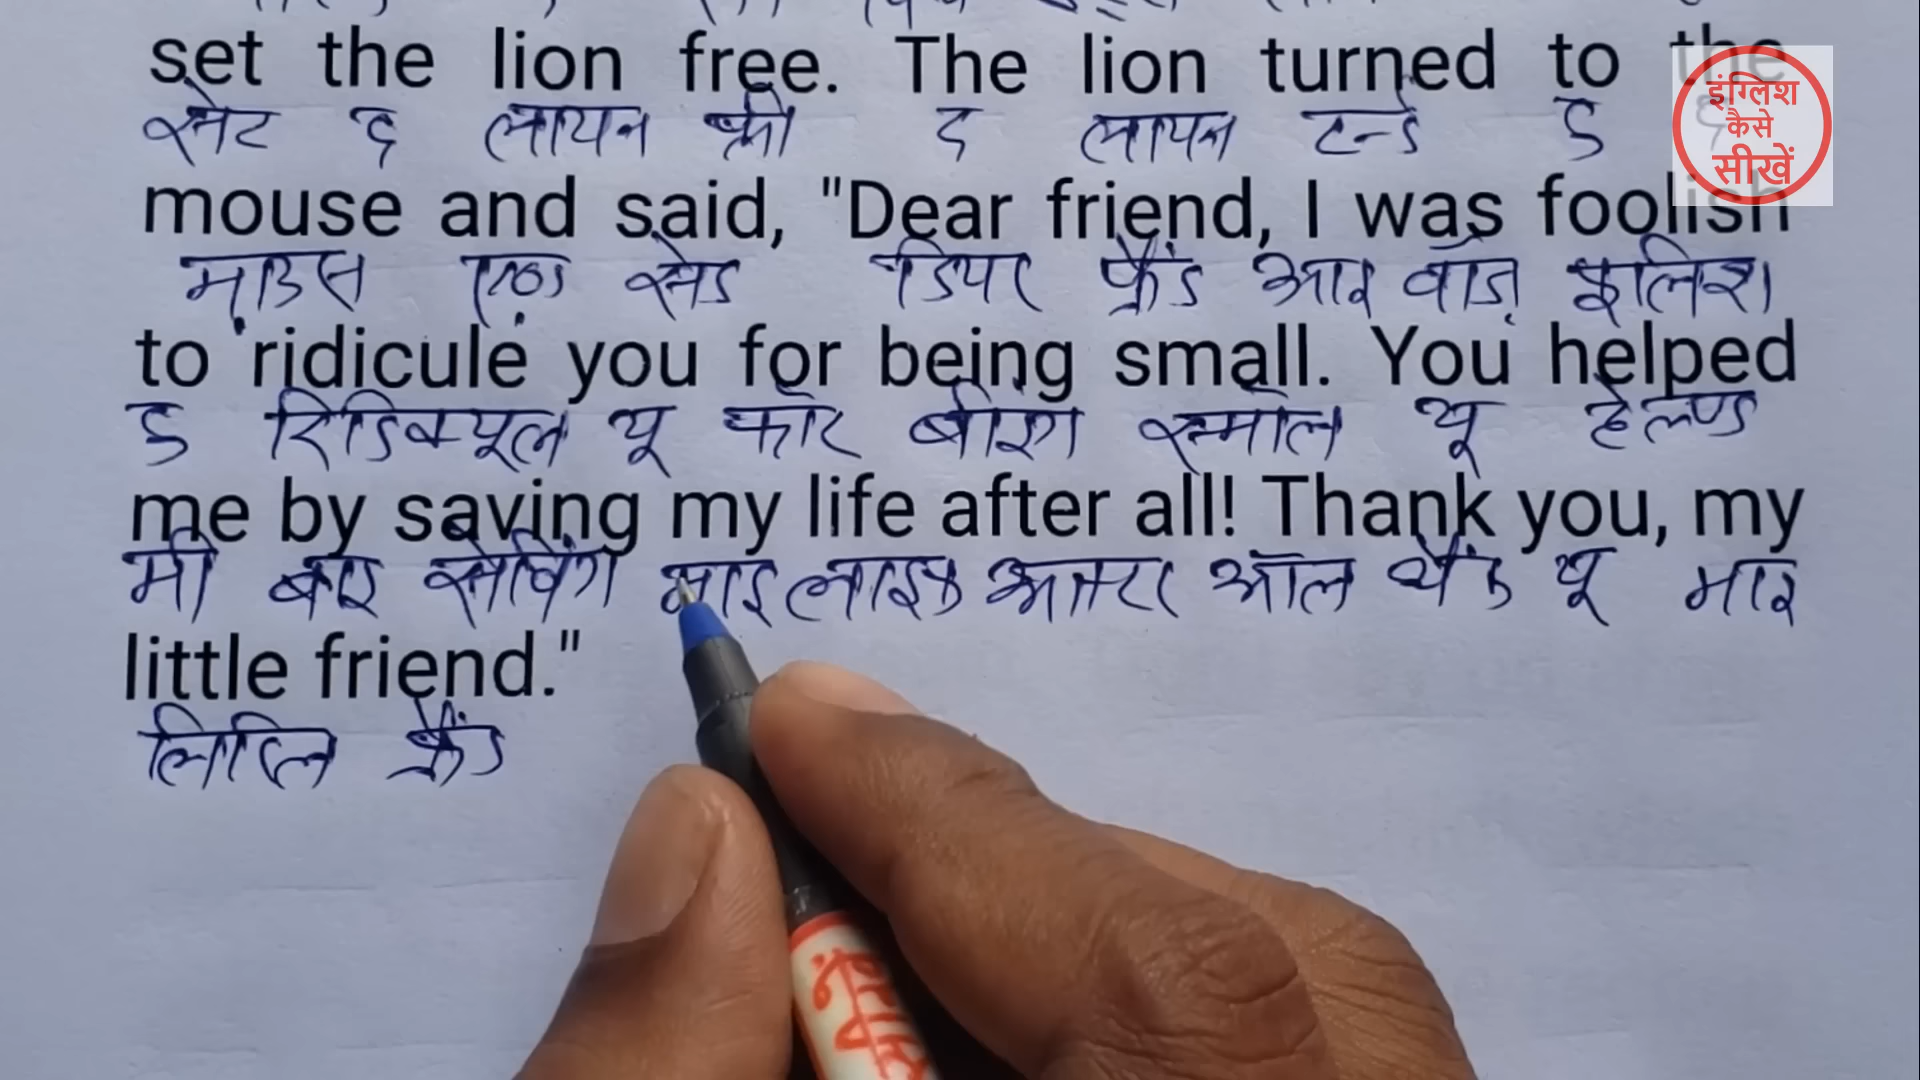 set the lion free. The lion turned to the
सेट द लायन फ्री द लायन टर्न्ड टु द
mouse and said, "Dear friend, I was foolish
माउस एण्ड सेड डियर फ्रैंड आइ वॉज़ फूलिश
to ridicule you for being small. You helped
टु रिडिक्यूल यू फॉर बीइंग स्मॉल यू हेल्प्ड
me by saving my life after all! Thank you, my
मी बाइ सेविंग माइ लाइफ आफ्टर ऑल थैंक यू माइ
little friend."
लिटिल फ्रैंड
इंग्लिश
कैसे
सीखें